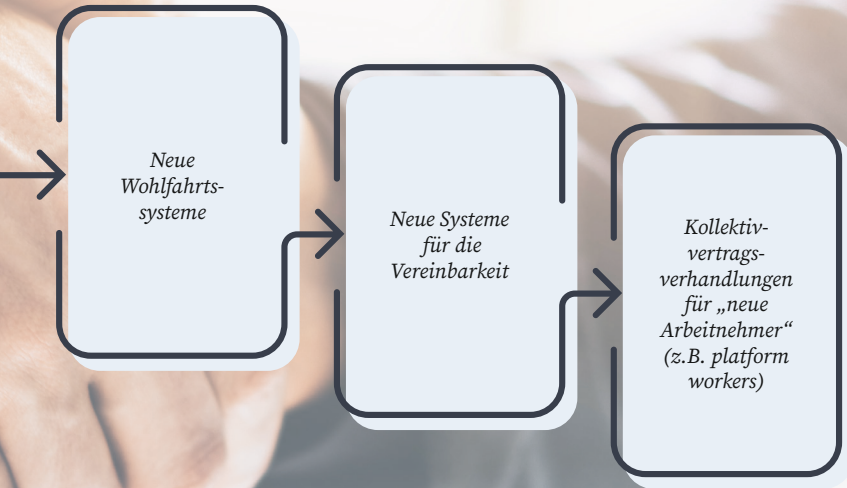 Neue
Wohlfahrts-
systeme
Neue Systeme
für die
Vereinbarkeit
Kollektiv-
vertrags-
verhandlungen
für „neue
Arbeitnehmer“
(z.B. platform
workers)